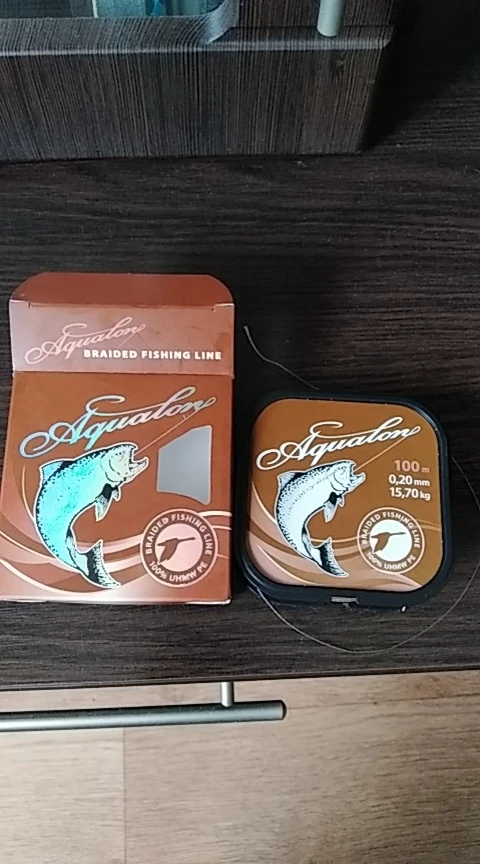 Aqualon
BRAIDED FISHING LINE
Aqualon
BRAIDED FISHING LINE
100% UHMW PE
Aqualon
100 m
0,20 mm
15,70 kg
BRAIDED FISHING LINE
100% UHMW PE